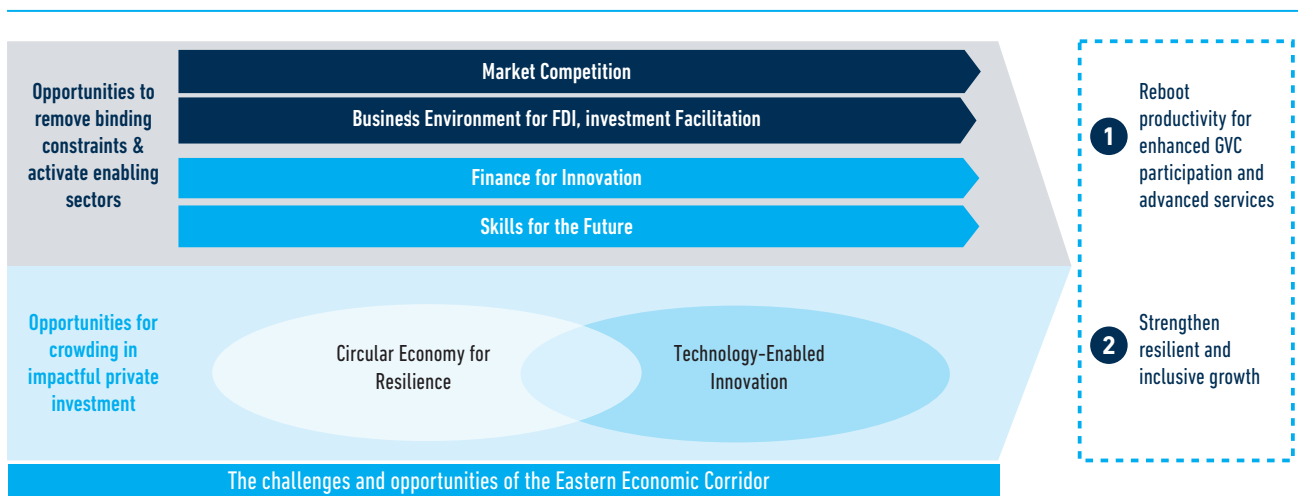 Opportunities to
remove binding
constraints &
activate enabling
sectors
Market Competition
Business Environment for FDI, investment Facilitation
Finance for Innovation
Skills for the Future
Opportunities for
crowding in
impactful private
investment
Circular Economy for
Resilience
Technology-Enabled
Innovation
The challenges and opportunities of the Eastern Economic Corridor
1
Reboot
productivity for
enhanced GVC
participation and
advanced services
2
Strengthen
resilient and
inclusive growth